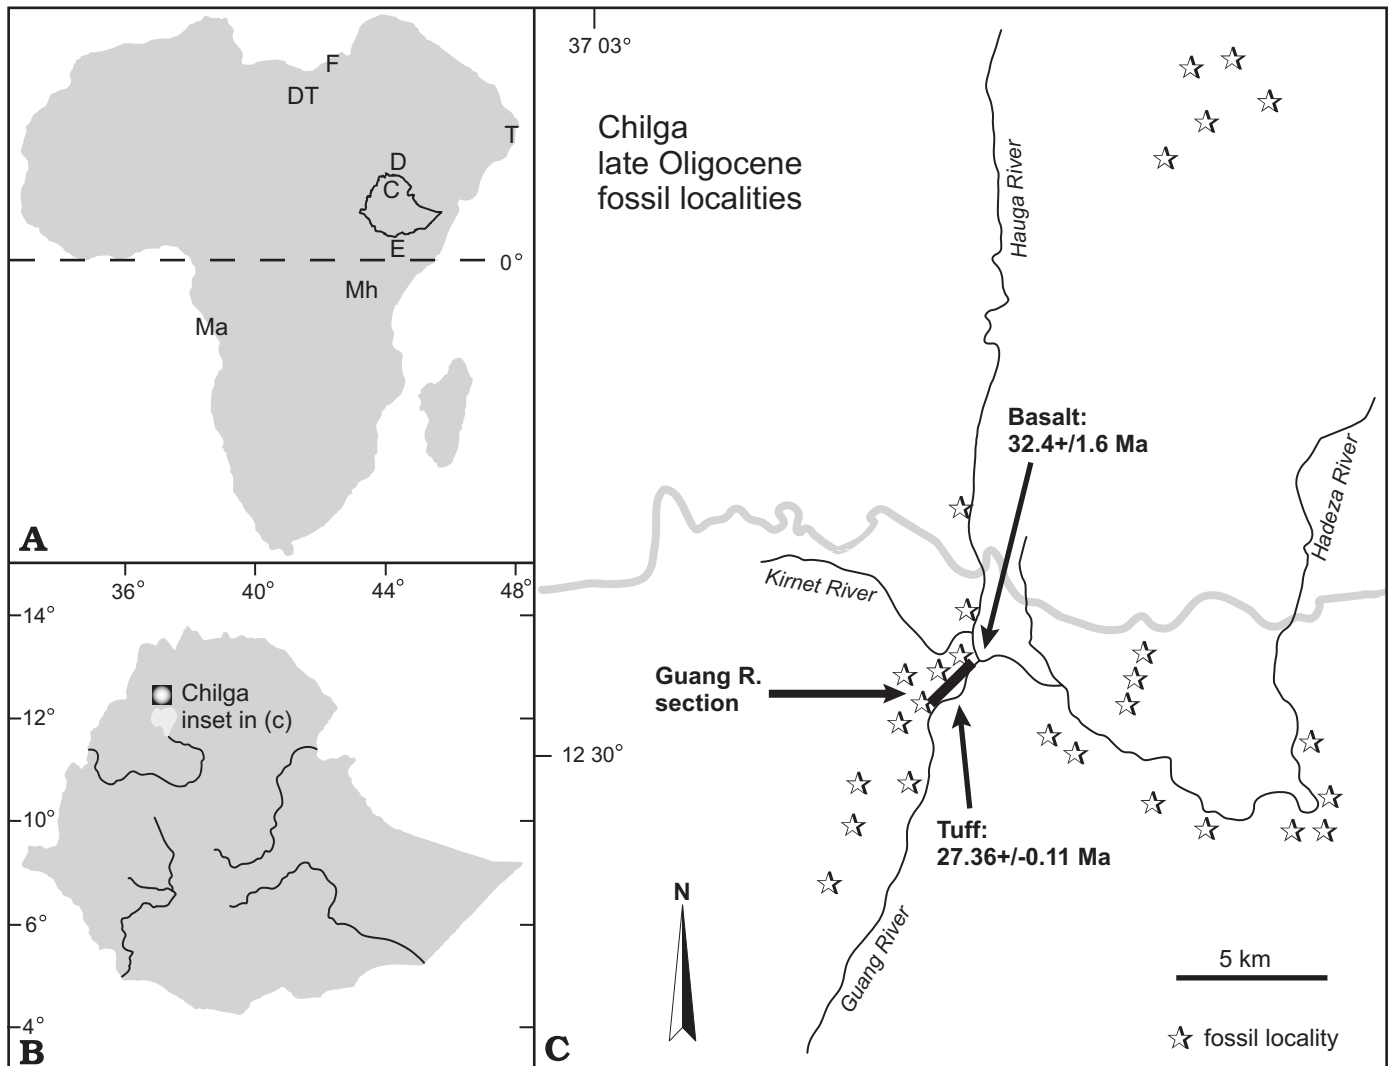 F
DT
T
D
C
E
0°
Mh
Ma
A
36°
40°
44°
48°
14°
12°
10°
6°
4°
Chilga
inset in (c)
B
37 03°
Chilga
late Oligocene
fossil localities
Hauga River
Basalt:
32.4+/1.6 Ma
Hadeza River
Kirnet River
Guang R.
section
12 30°
Tuff:
27.36+/-0.11 Ma
N
Guang River
5 km
fossil locality
C